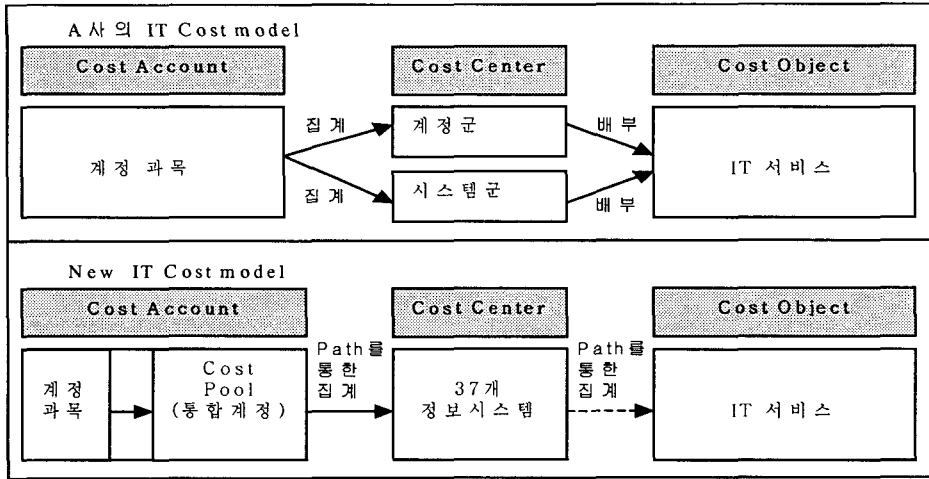 A사의 IT Cost model
Cost Account
Cost Center
Cost Object
계정 과목
집계
집계
계정군
시스템군
배부
배부
IT 서비스
New IT Cost model
Cost Account
Cost Center
Cost Object
계정
과목
Cost
Pool
(통합계정)
Path를
통한
집계
37개
정보시스템
Path를
통한
집계
IT 서비스